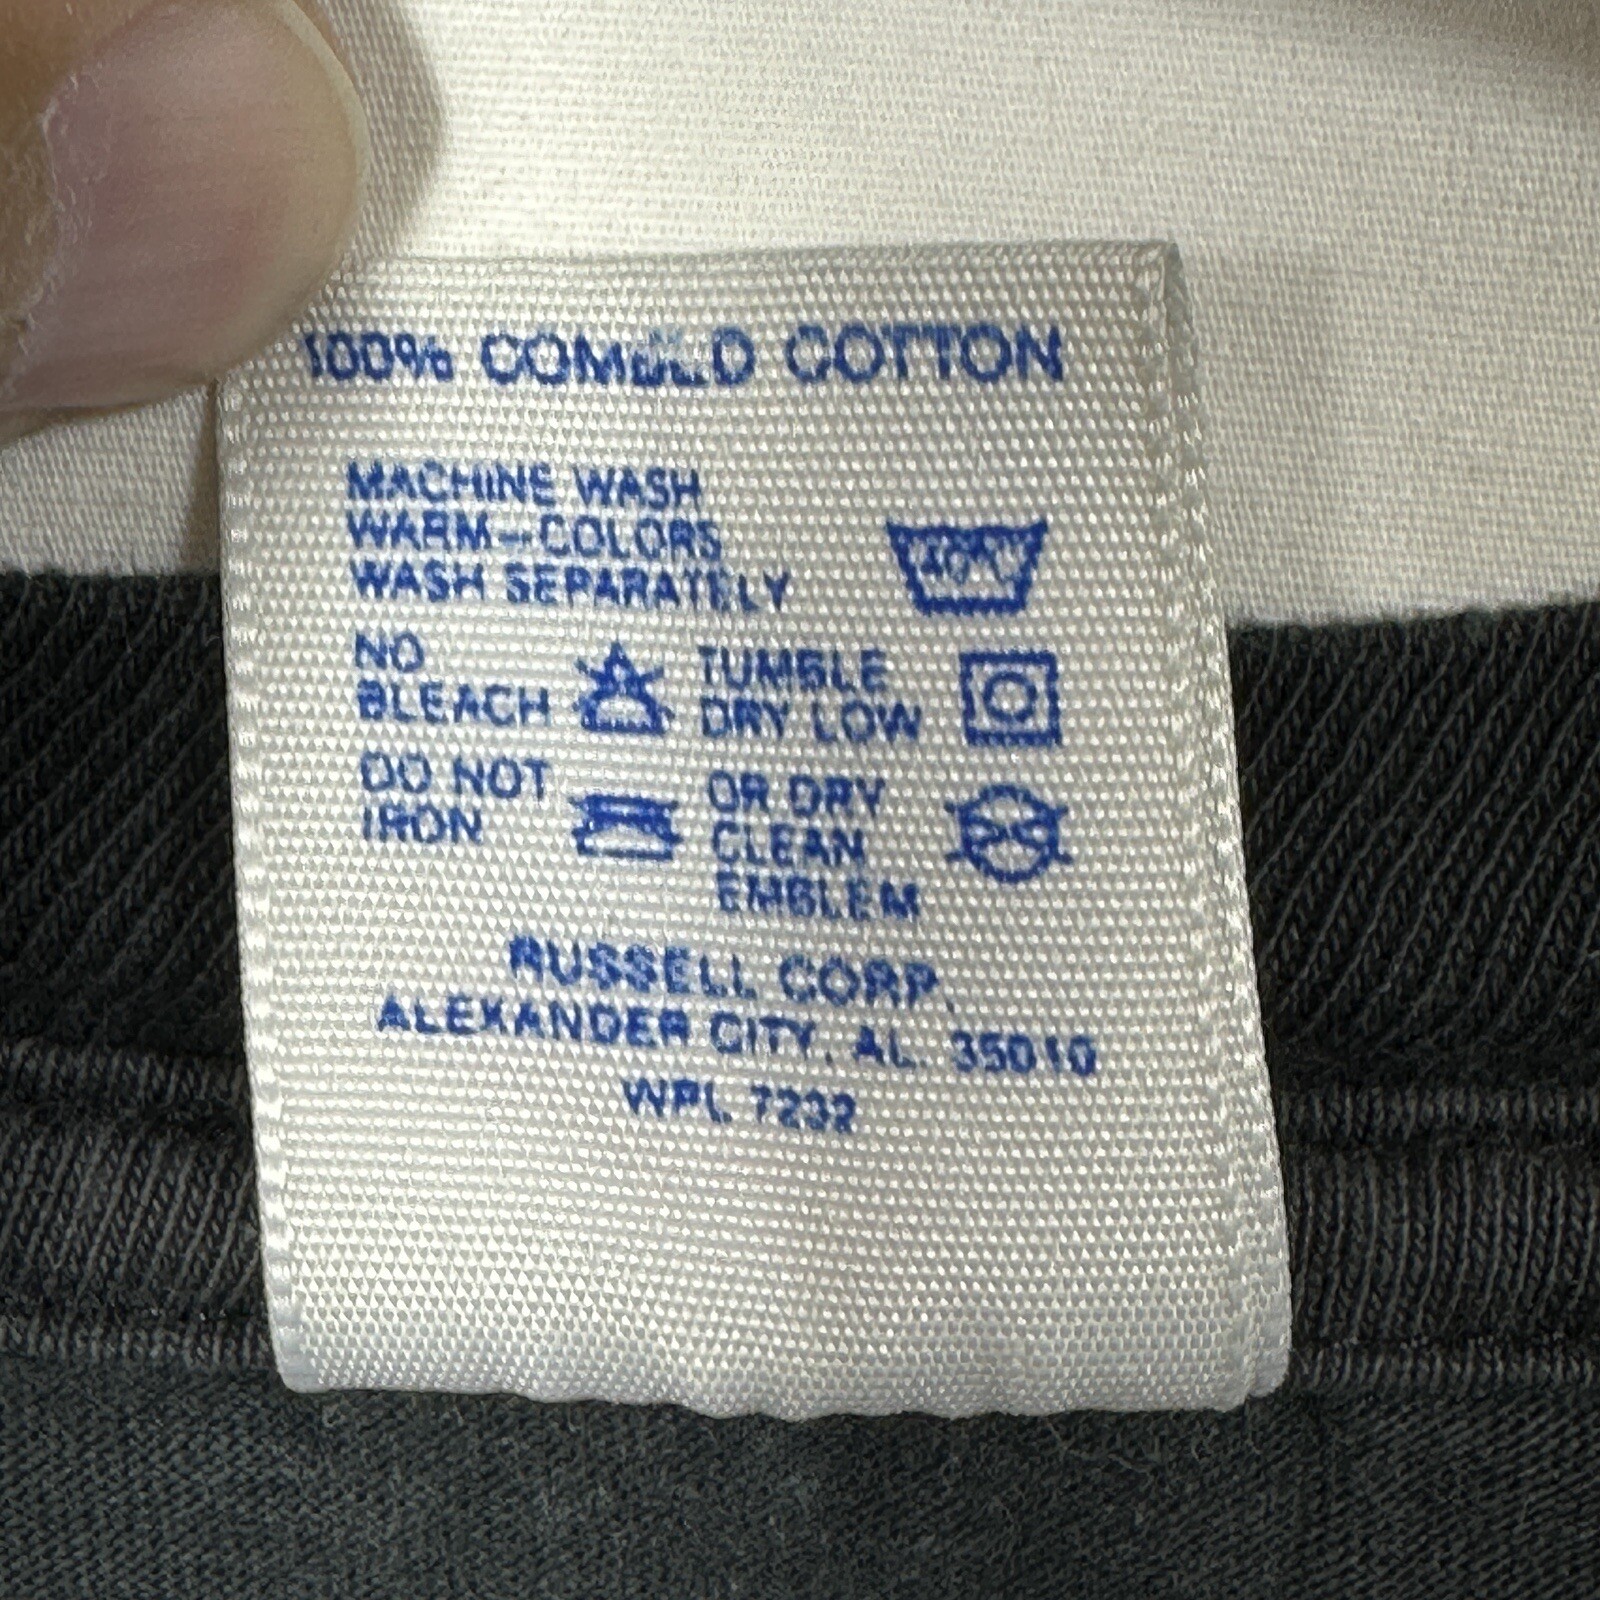 100% COMBED COTTON
MACHINE WASH
WARM—COLORS
WASH SEPARATELY
40°C
NO
BLEACH
TUMBLE
DRY LOW
DO NOT
IRON
OR DRY
CLEAN
EMBLEM
RUSSELL CORP.
ALEXANDER CITY, AL. 35010
WPL 7232